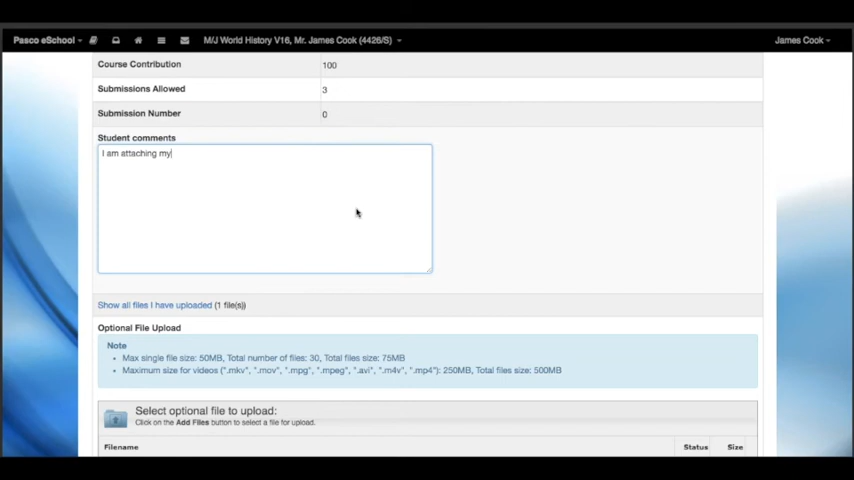 Pasco eSchool M/J World History V16, Mr. James Cook (4426/S) James Cook
Course Contribution 100
Submissions Allowed 3
Submission Number 0
Student comments
I am attaching my
Show all files I have uploaded (1 file(s))
Optional File Upload
Note
• Max single file size: 50MB, Total number of files: 30, Total files size: 75MB
• Maximum size for videos (".mkv", ".mov", ".mpg", ".mpeg", ".avi", ".m4v", ".mp4"): 250MB, Total files size: 500MB
Select optional file to upload:
Click on the Add Files button to select a file for upload.
Filename Status Size